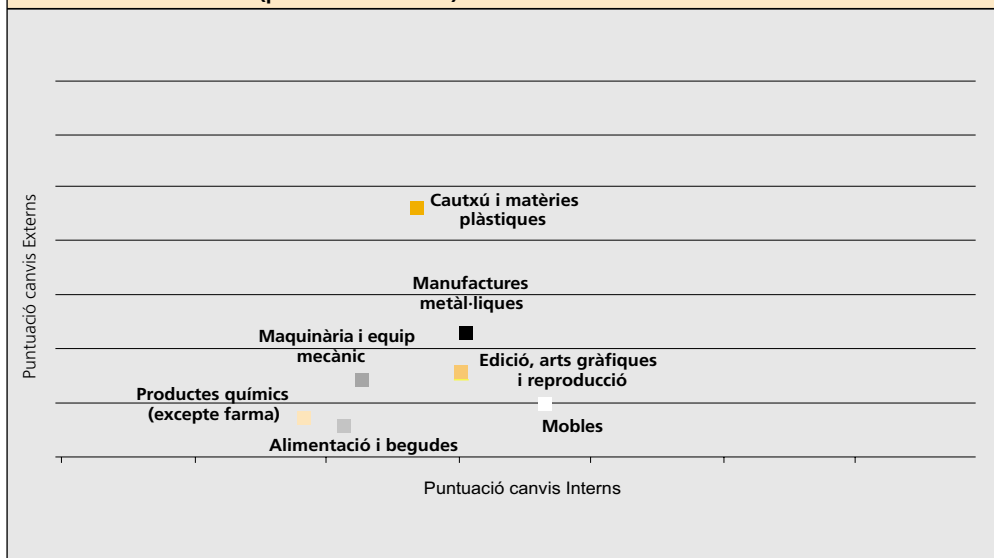 Puntuació canvis Externs
Cautxú i matèries
plàstiques
Manufactures
metàl·liques
Maquinària i equip
mecànic
Edició, arts gràfiques
i reproducció
Productes químics
(excepte farma)
Mobles
Alimentació i begudes
Puntuació canvis Interns